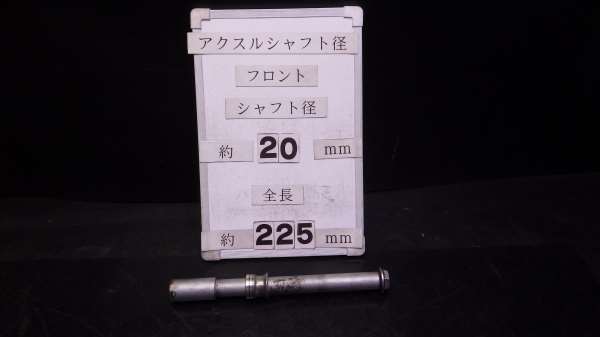 アクスルシャフト径
フロント
シャフト径
約 20 mm
全長
約 225 mm